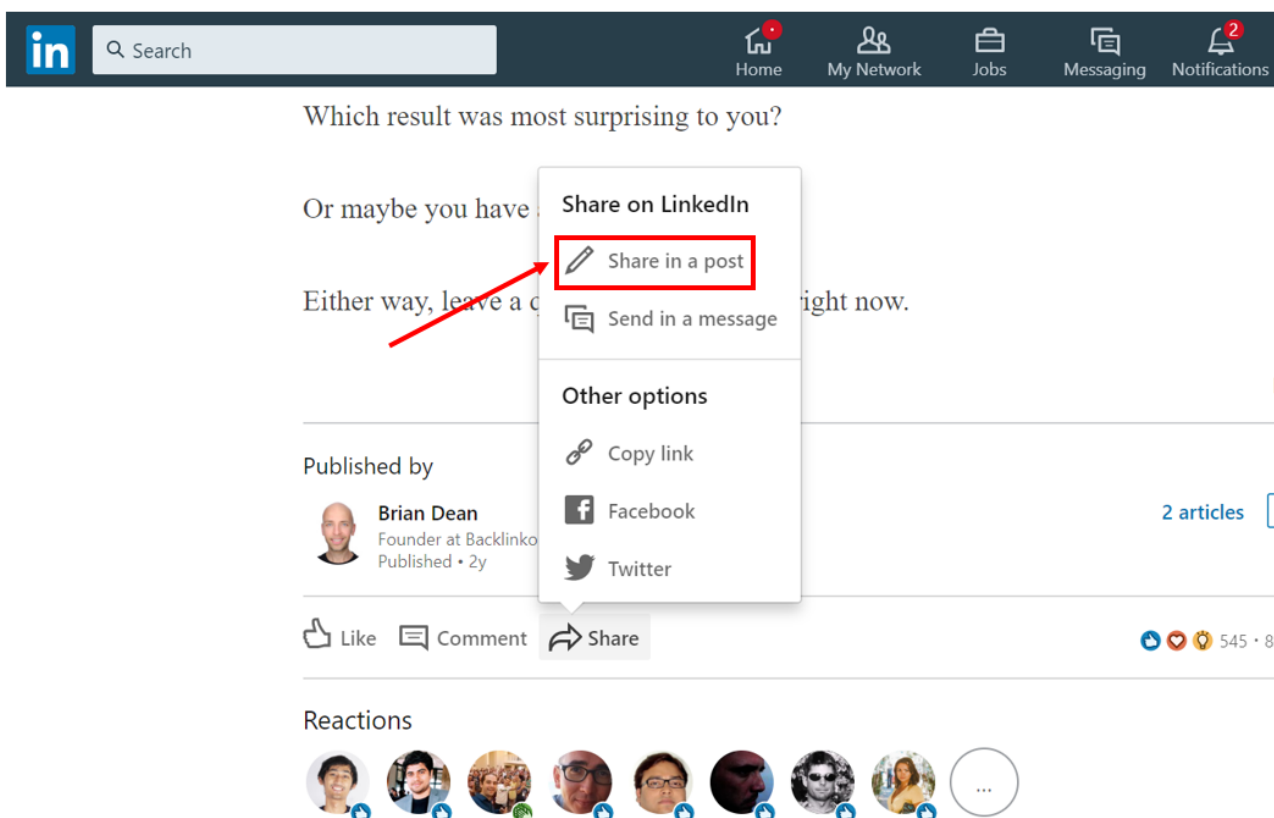 in
Search
Home
My Network
Jobs
Messaging
2
Notifications
Which result was most surprising to you?
Or maybe you have
Share on LinkedIn
Share in a post
Either way, leave a
right now.
Send in a message
Other options
Copy link
Published by
Brian Dean
Founder at Backlinko
Published • 2y
Facebook
2 articles
Twitter
Like
Comment
Share
545 • 8
Reactions
...